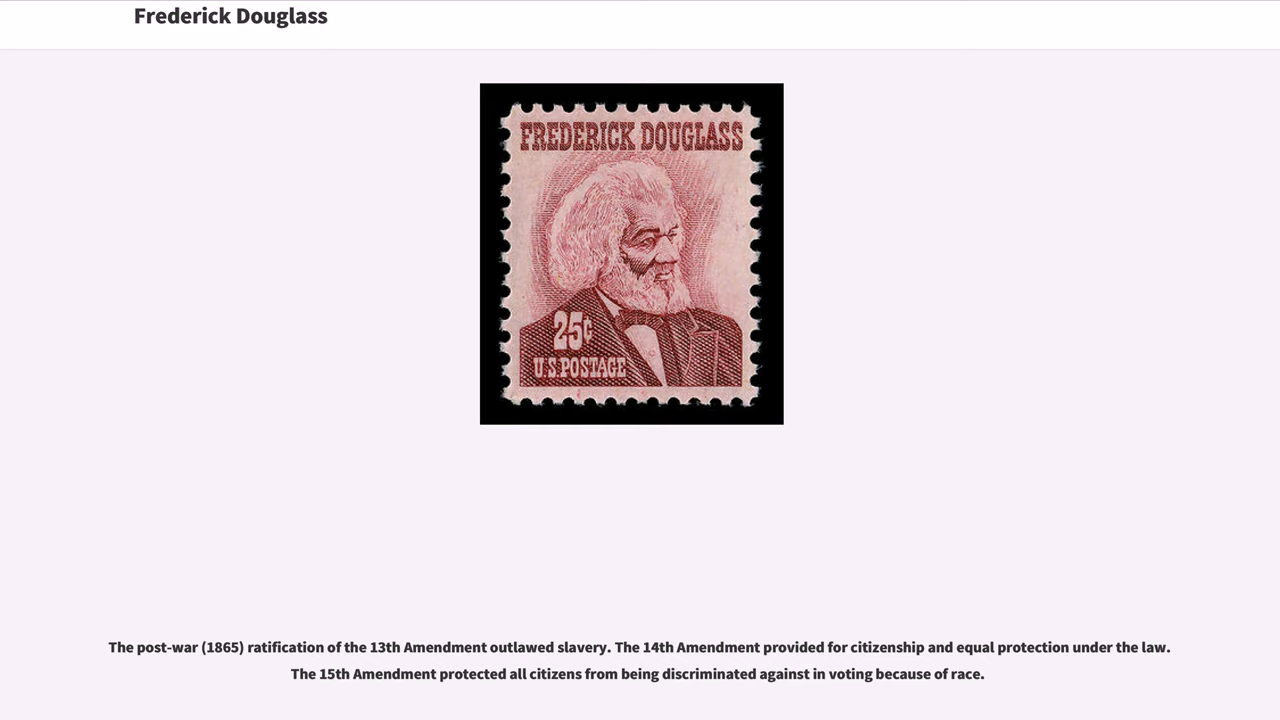 Frederick Douglass
FREDERICK DOUGLASS
25¢
U.S.POSTAGE
The post-war (1865) ratification of the 13th Amendment outlawed slavery. The 14th Amendment provided for citizenship and equal protection under the law.
The 15th Amendment protected all citizens from being discriminated against in voting because of race.